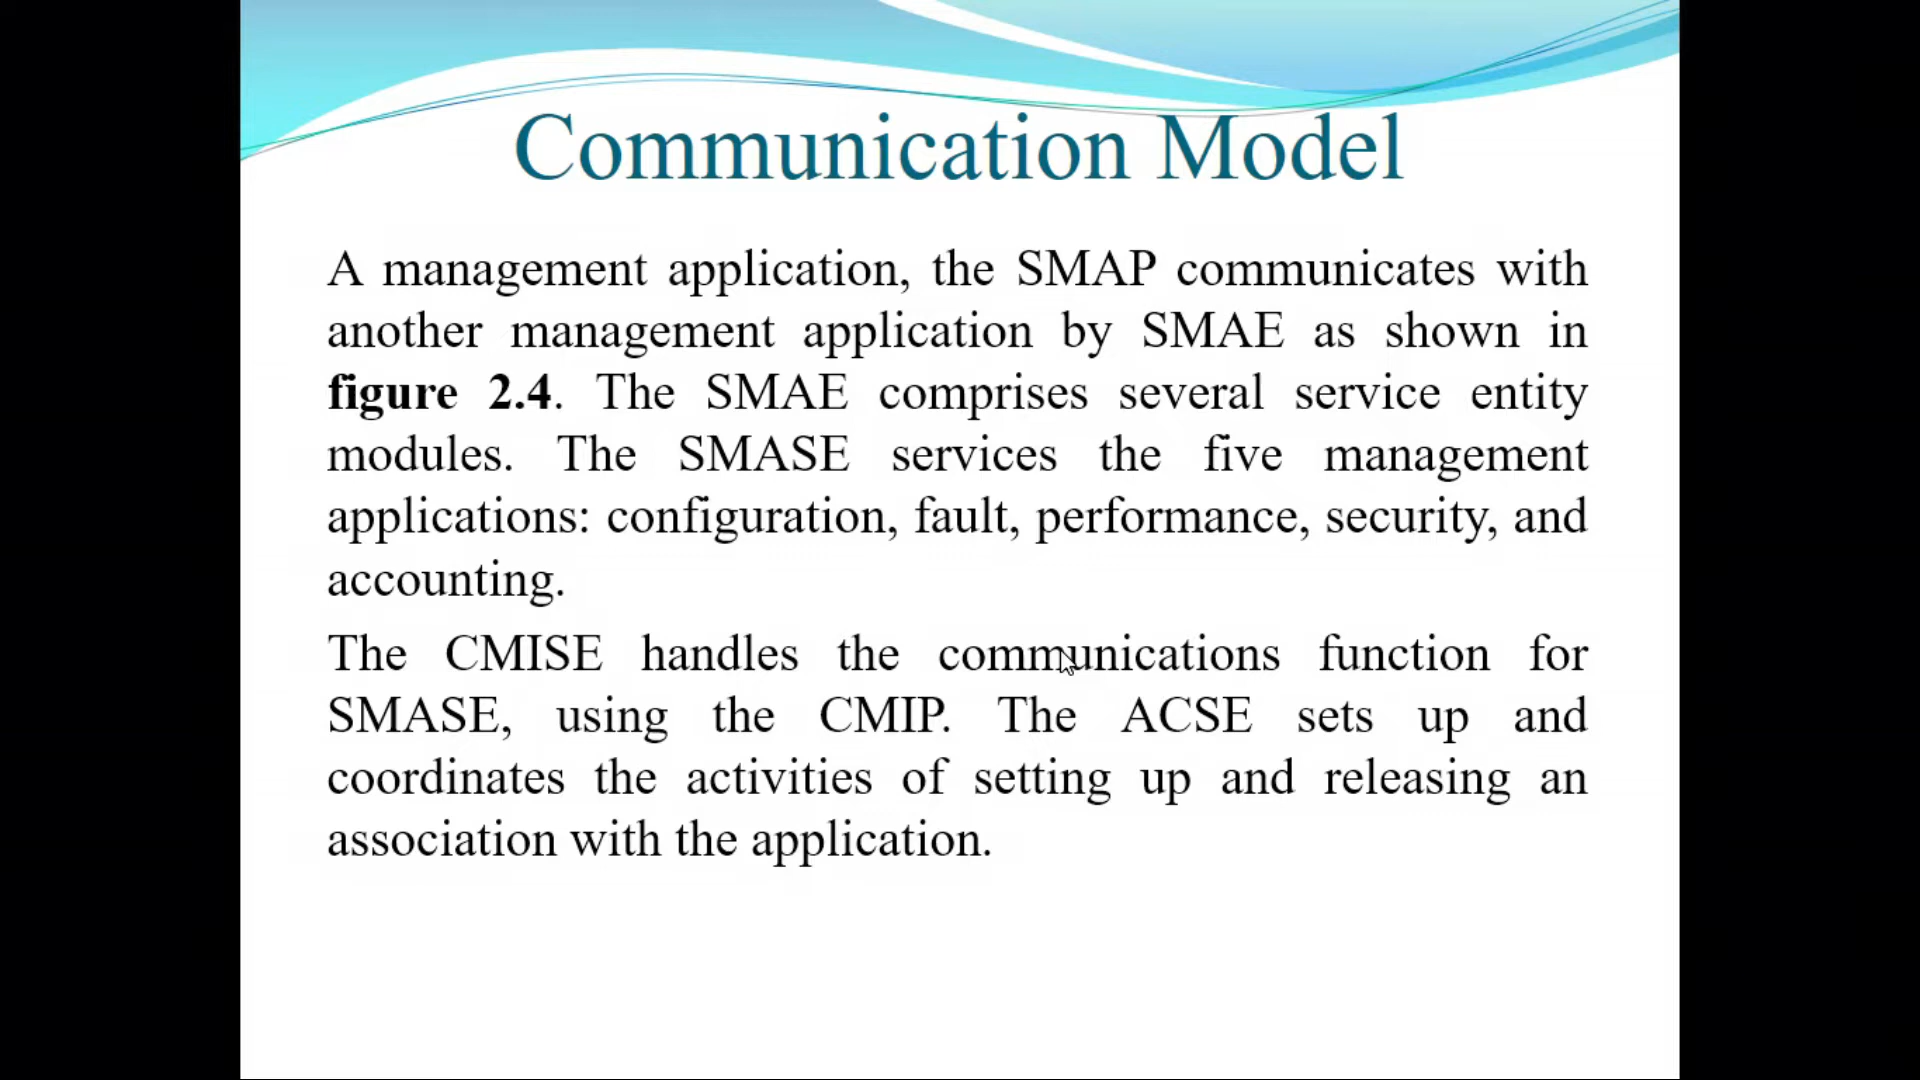 Communication Model
A management application, the SMAP communicates with
another management application by SMAE as shown in
figure 2.4. The SMAE comprises several service entity
modules. The SMASE services the five management
applications: configuration, fault, performance, security, and
accounting.
The CMISE handles the communications function for
SMASE, using the CMIP. The ACSE sets up and
coordinates the activities of setting up and releasing an
association with the application.